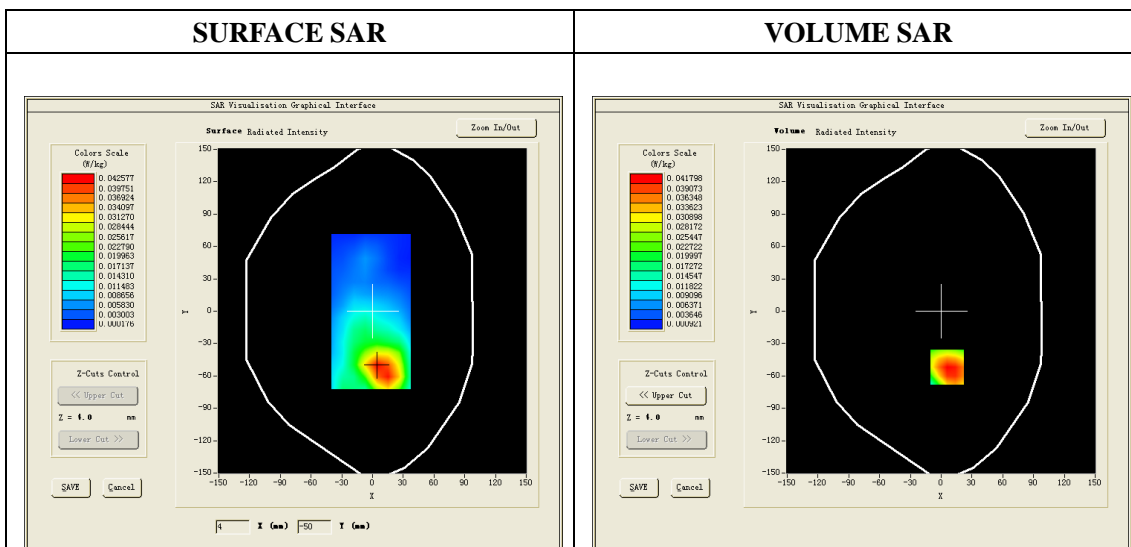 SURFACE SAR
VOLUME SAR
SAR Visualisation Graphical Interface
Surface Radiated Intensity
Zoom In/Out
Colors Scale
(W/kg)
0.042577
0.039751
0.036924
0.034097
0.031270
0.028444
0.025617
0.022790
0.019963
0.017137
0.014310
0.011483
0.008656
0.005830
0.003003
0.000176
150
120
90
60
30
0
-30
-60
-90
-120
-150
Y
-150 -120 -90 -60 -30 0 30 60 90 120 150
X
Z-Cuts Control
<< Upper Cut
Z = 4.0 mm
Lower Cut >>
SAVE Cancel
4 X (mm) -50 Y (mm)
SAR Visualisation Graphical Interface
Volume Radiated Intensity
Zoom In/Out
Colors Scale
(W/kg)
0.041798
0.039073
0.036348
0.033623
0.030898
0.028172
0.025447
0.022722
0.019997
0.017272
0.014547
0.011822
0.009096
0.006371
0.003646
0.000921
150
120
90
60
30
0
-30
-60
-90
-120
-150
Y
-150 -120 -90 -60 -30 0 30 60 90 120 150
X
Z-Cuts Control
<< Upper Cut
Z = 4.0 mm
Lower Cut >>
SAVE Cancel